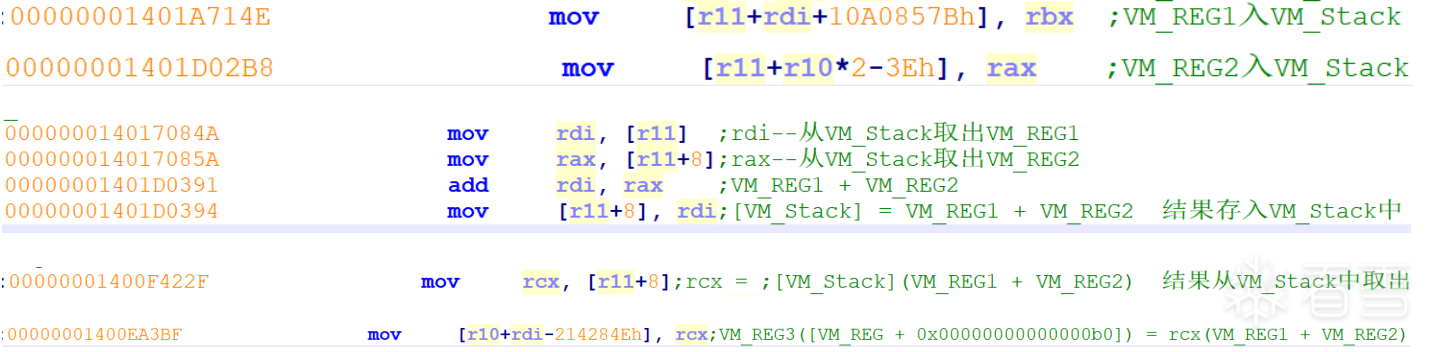 :00000001401A714E mov [r11+rdi+10A0857Bh], rbx ;VM_REG1入VM_Stack
00000001401D02B8 mov [r11+r10*2-3Eh], rax ;VM_REG2入VM_Stack
000000014017084A mov rdi, [r11] ;rdi--从VM_Stack取出VM_REG1
000000014017085A mov rax, [r11+8];rax--从VM_Stack取出VM_REG2
00000001401D0391 add rdi, rax ;VM_REG1 + VM_REG2
00000001401D0394 mov [r11+8], rdi;[VM_Stack] = VM_REG1 + VM_REG2 结果存入VM_Stack中
:00000001400F422F mov rcx, [r11+8];rcx = ;[VM_Stack](VM_REG1 + VM_REG2) 结果从VM_Stack中取出
看雪
:00000001400EA3BF mov [r10+rdi-214284Eh], rcx;VM_REG3([VM_REG + 0x00000000000000b0]) = rcx(VM_REG1 + VM_REG2)